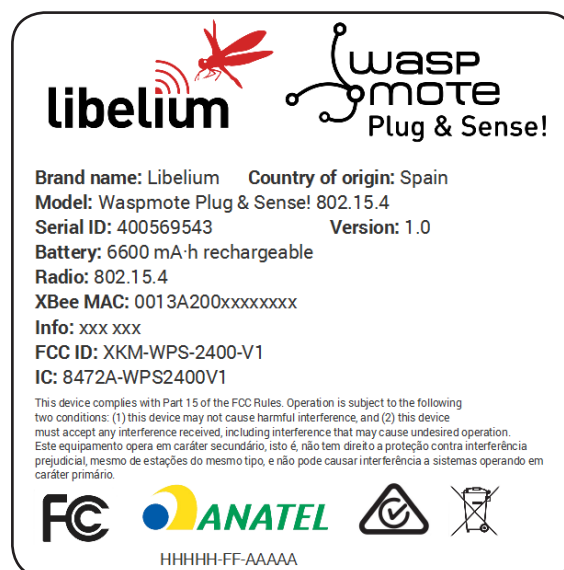 libelium
wasp
mote
Plug & Sense!
Brand name: Libelium Country of origin: Spain
Model: Waspmote Plug & Sense! 802.15.4
Serial ID: 400569543 Version: 1.0
Battery: 6600 mA·h rechargeable
Radio: 802.15.4
XBee MAC: 0013A200xxxxxxxx
Info: xxx xxx
FCC ID: XKM-WPS-2400-V1
IC: 8472A-WPS2400V1
This device complies with Part 15 of the FCC Rules. Operation is subject to the following
two conditions: (1) this device may not cause harmful interference, and (2) this device
must accept any interference received, including interference that may cause undesired operation.
Este equipamento opera em caráter secundário, isto é, não tem direito a proteção contra interferência
prejudicial, mesmo de estações do mesmo tipo, e não pode causar interferência a sistemas operando em
caráter primário.
FC ANATEL
HHHHH-FF-AAAAA